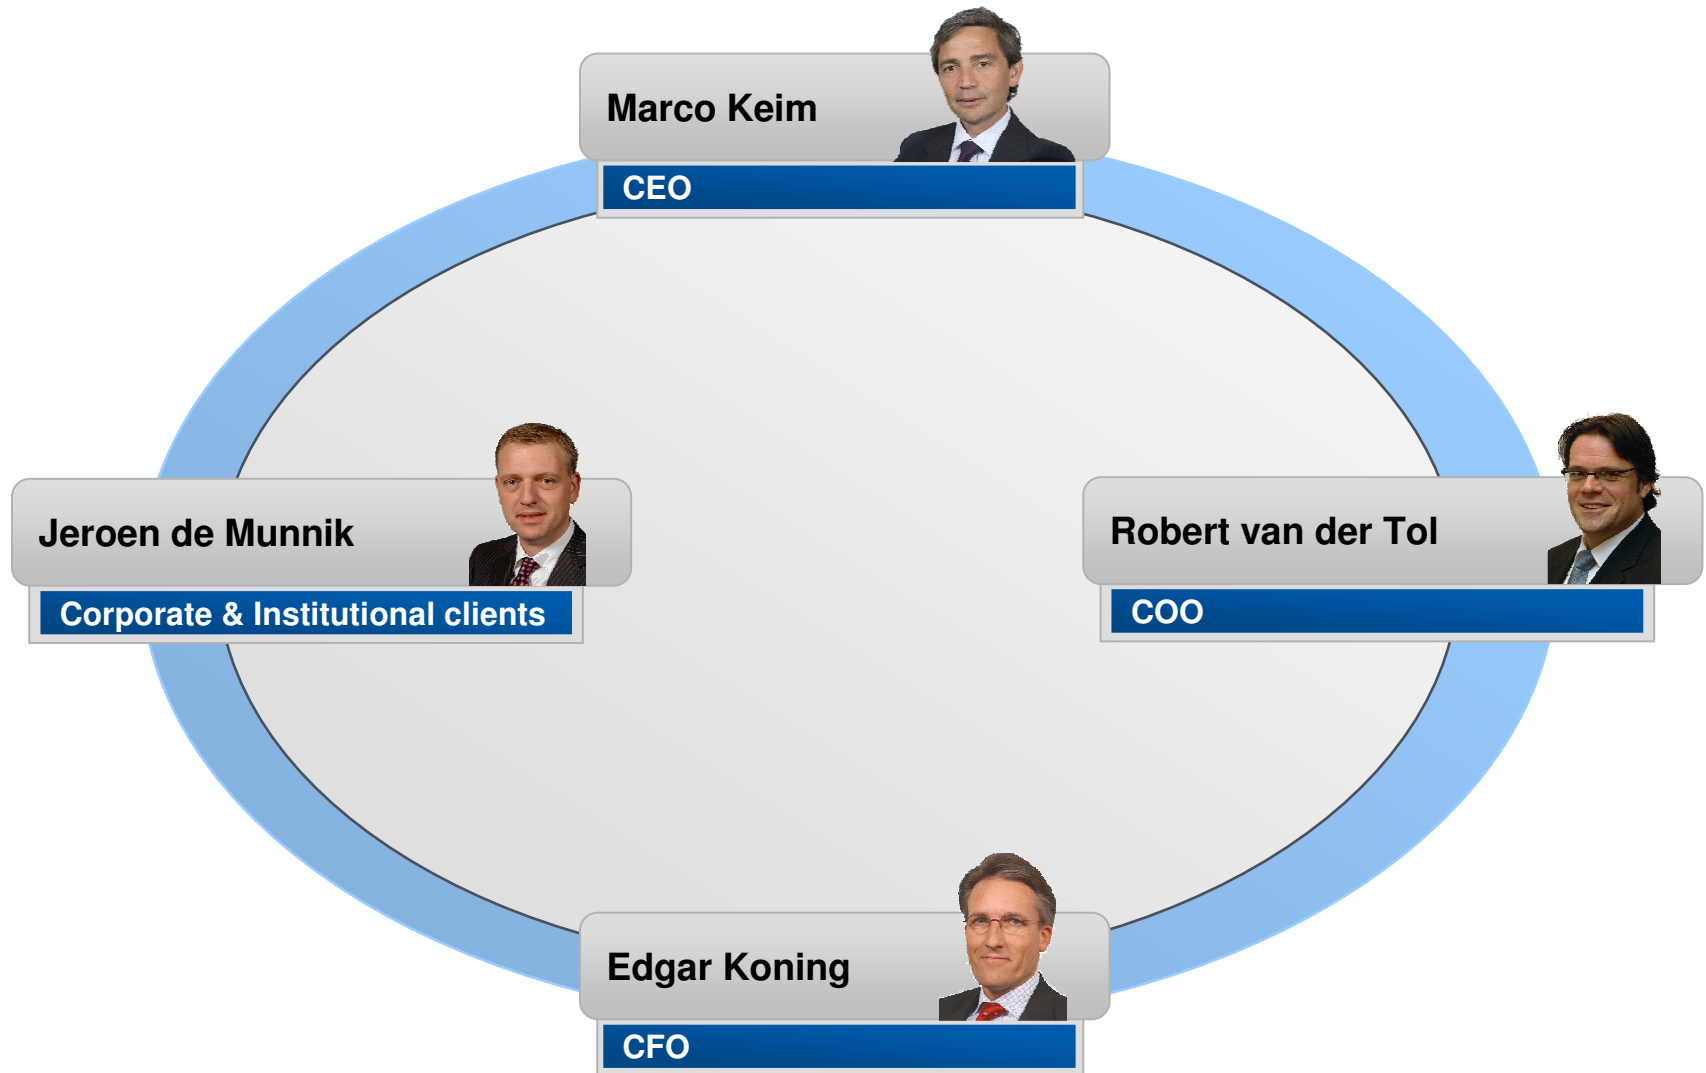 Marco Keim
CEO
Jeroen de Munnik
Corporate & Institutional clients
Robert van der Tol
COO
Edgar Koning
CFO